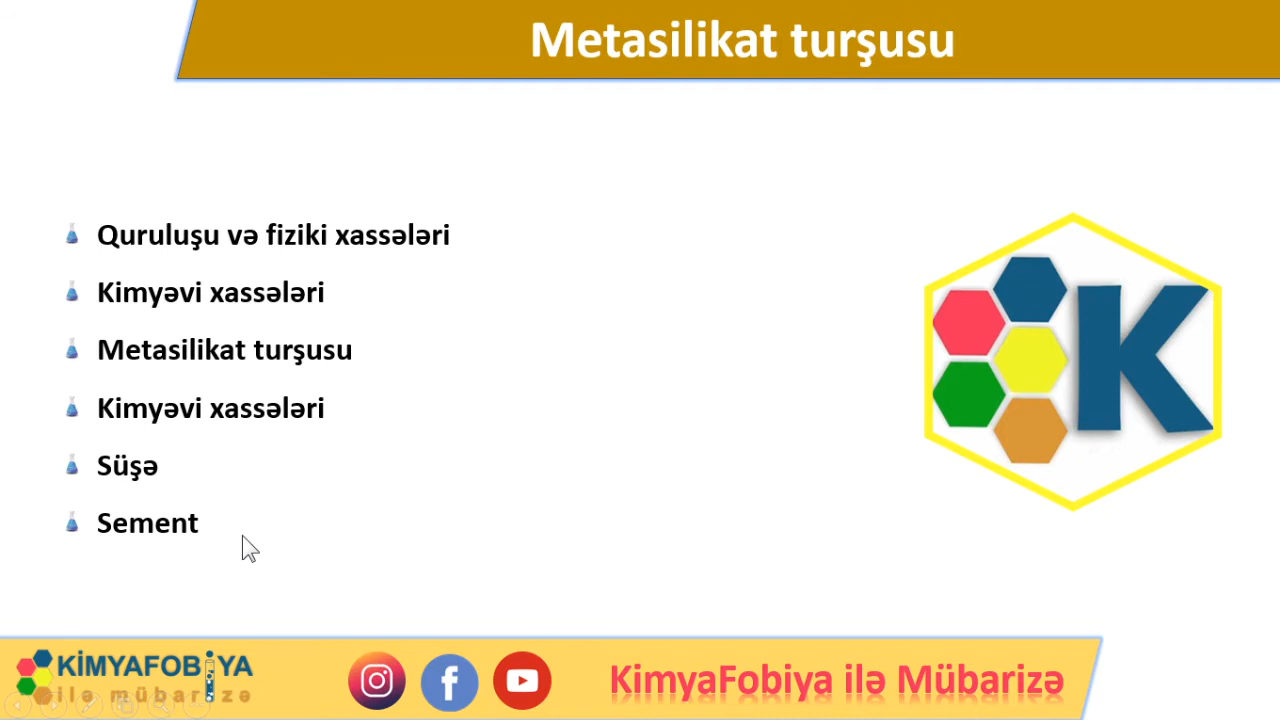 Metasilikat turşusu
Quruluşu və fiziki xassələri
Kimyəvi xassələri
Metasilikat turşusu
Kimyəvi xassələri
Süşə
Sement
K
KİMYAFOBİYA
ilə mübarizə
KimyaFobiya ilə Mübarizə